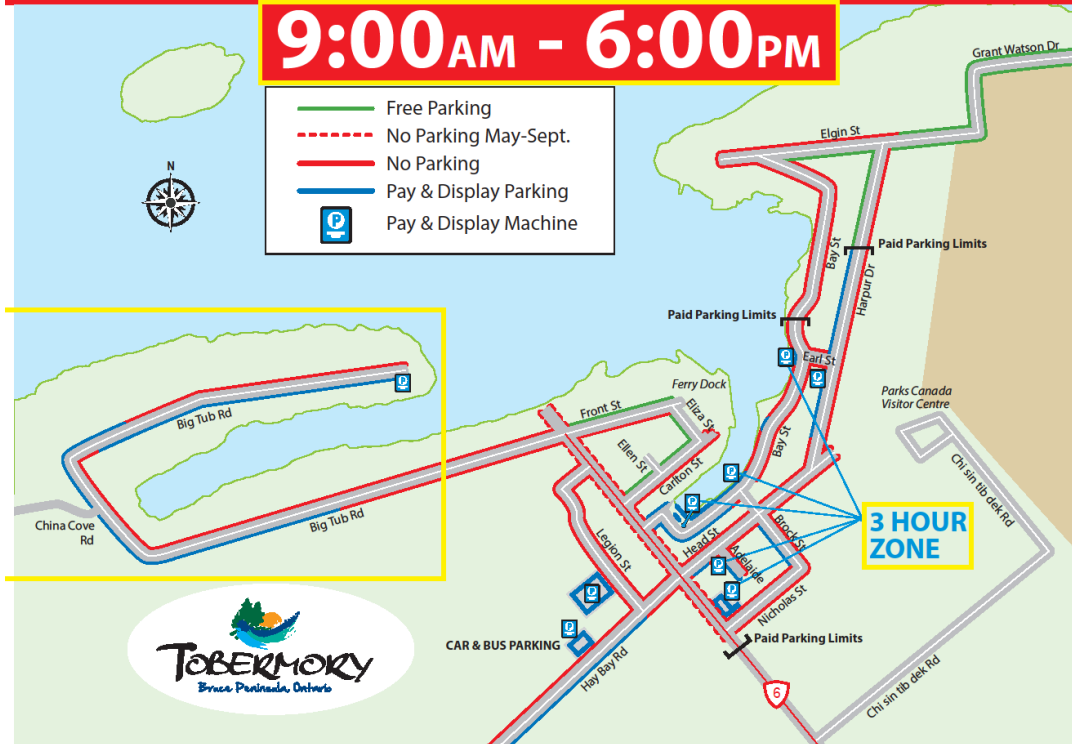 9:00AM - 6:00PM
Free Parking
No Parking May-Sept.
No Parking
Pay & Display Parking
P
Pay & Display Machine
N
Grant Watson Dr
Elgin St
Bay St
Paid Parking Limits
Harpur Dr
Paid Parking Limits
P
Earl St
P
Ferry Dock
Parks Canada
Visitor Centre
P
Big Tub Rd
Front St
Eliza St
Ellen St
Carlton St
Bay St
P
P
Chi sin tib dek Rd
China Cove
Rd
Big Tub Rd
3 HOUR
ZONE
Head St
Brock St
Adelaide
Legion St
P
P
P
Nicholas St
P
CAR & BUS PARKING
Paid Parking Limits
Hay Bay Rd
6
Chi sin tib dek Rd
TOBERMORY
Bruce Peninsula, Ontario